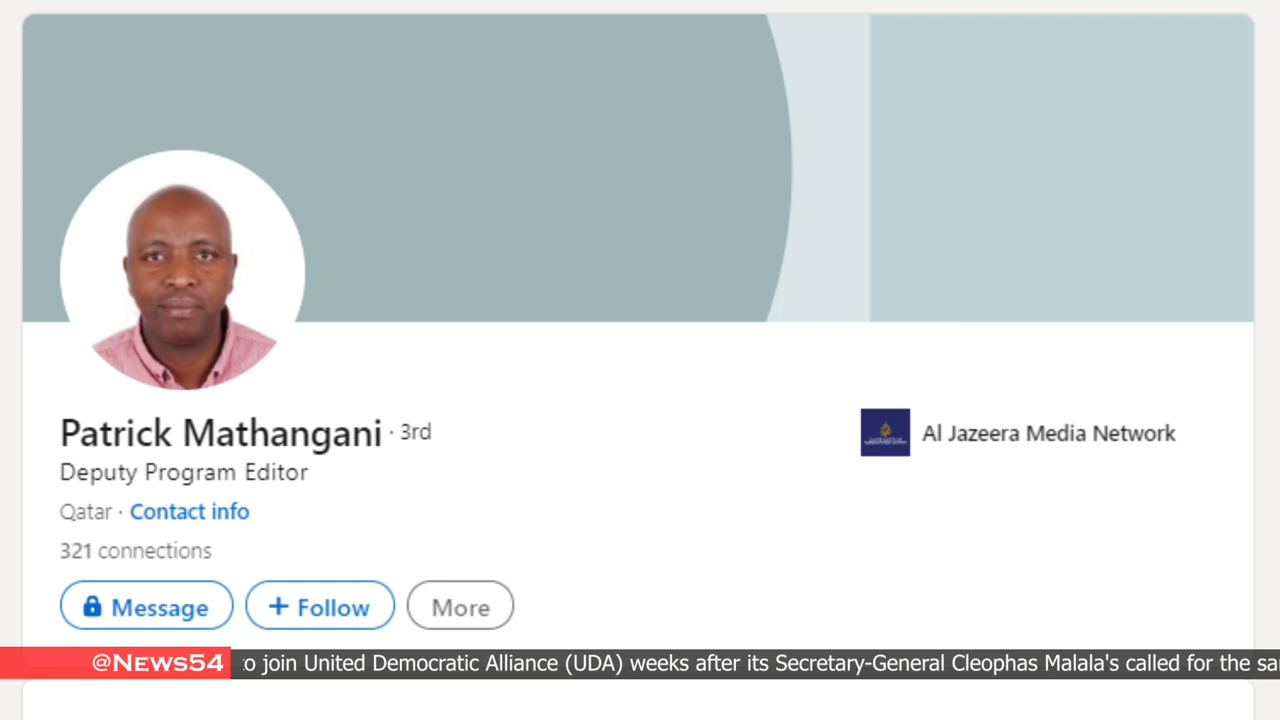 Patrick Mathangani · 3rd
Al Jazeera Media Network
Deputy Program Editor
Qatar · Contact info
321 connections
Message
+ Follow
More
@NEWS54
to join United Democratic Alliance (UDA) weeks after its Secretary-General Cleophas Malala's called for the